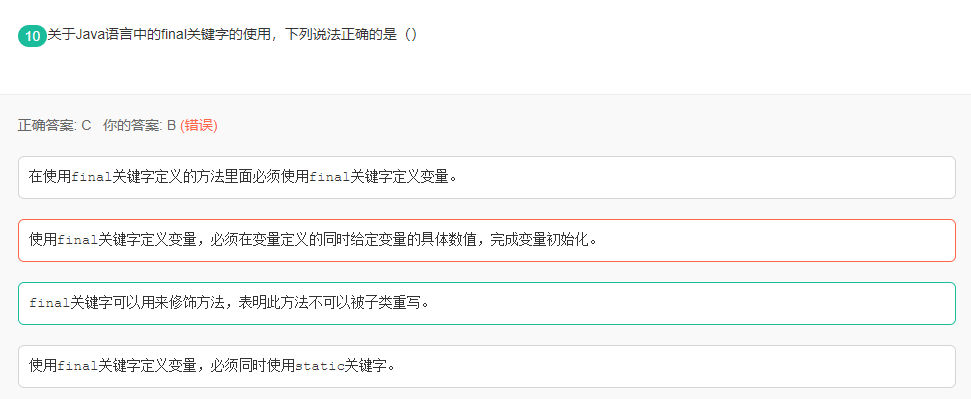 10 关于Java语言中的final关键字的使用，下列说法正确的是（）
正确答案: C 你的答案: B (错误)
在使用final关键字定义的方法里面必须使用final关键字定义变量。
使用final关键字定义变量，必须在变量定义的同时给定变量的具体数值，完成变量初始化。
final关键字可以用来修饰方法，表明此方法不可以被子类重写。
使用final关键字定义变量，必须同时使用static关键字。